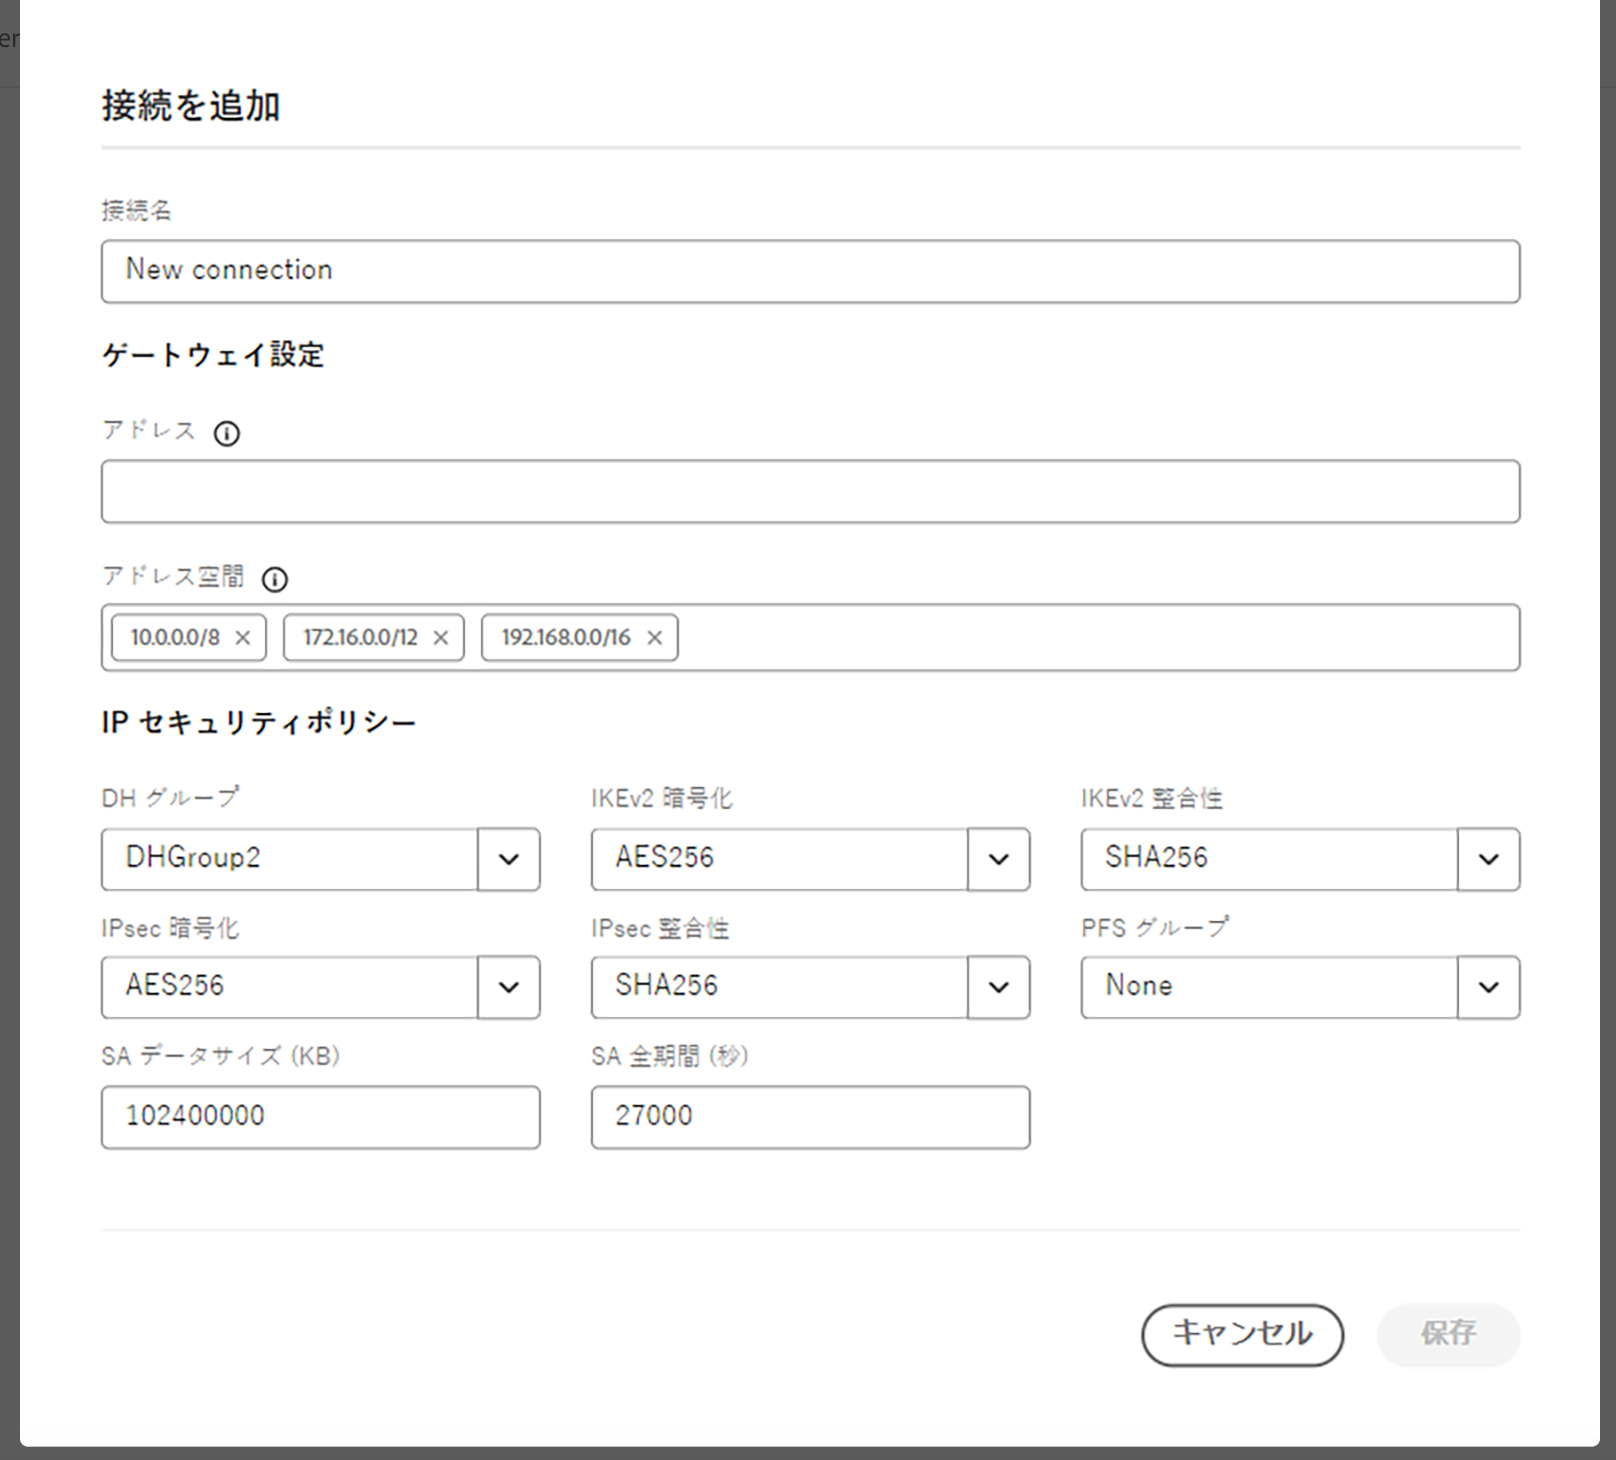 er
接続を追加
接続名
New connection
ゲートウェイ設定
アドレス
アドレス空間
10.0.0.0/8 172.16.0.0/12 192.168.0.0/16
IP セキュリティポリシー
DH グループ IKEv2 暗号化 IKEv2 整合性
DHGroup2 AES256 SHA256
IPsec 暗号化 IPsec 整合性 PFS グループ
AES256 SHA256 None
SA データサイズ (KB) SA 全期間 (秒)
102400000 27000
キャンセル 保存